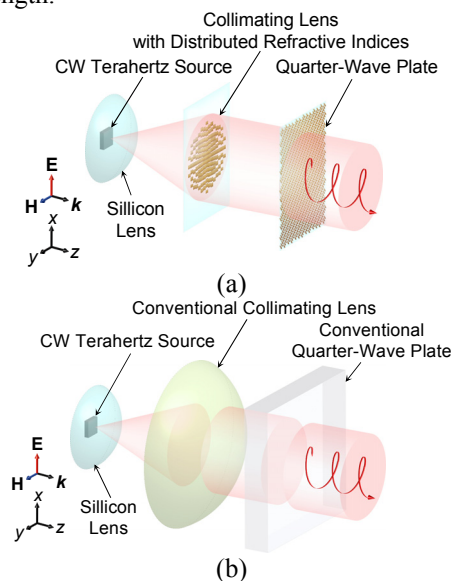 ngth.
Collimating Lens
with Distributed Refractive Indices
CW Terahertz Source
Quarter-Wave Plate
E
H
k
x
y
z
Sillicon
Lens
(a)
Conventional Collimating Lens
Conventional
Quarter-Wave Plate
CW Terahertz Source
E
H
k
x
y
z
Sillicon
Lens
(b)